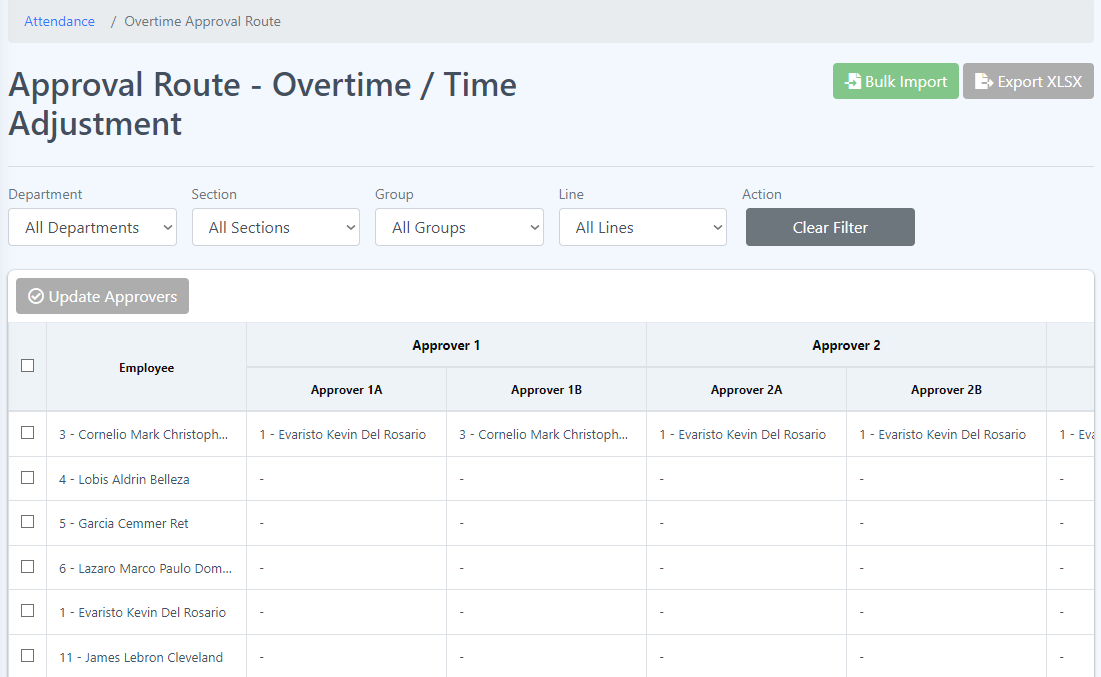 Attendance / Overtime Approval Route
Approval Route - Overtime / Time
Adjustment
Bulk Import Export XLSX
Department Section Group Line Action
All Departments All Sections All Groups All Lines Clear Filter
Update Approvers
Employee Approver 1 Approver 2
Approver 1A Approver 1B Approver 2A Approver 2B
3 - Cornelio Mark Christoph... 1 - Evaristo Kevin Del Rosario 3 - Cornelio Mark Christoph... 1 - Evaristo Kevin Del Rosario 1 - Evaristo Kevin Del Rosario 1 -
4 - Lobis Aldrin Belleza - - - - -
5 - Garcia Cemmer Ret - - - - -
6 - Lazaro Marco Paulo Dom... - - - - -
1 - Evaristo Kevin Del Rosario - - - - -
11 - James Lebron Cleveland - - - - -